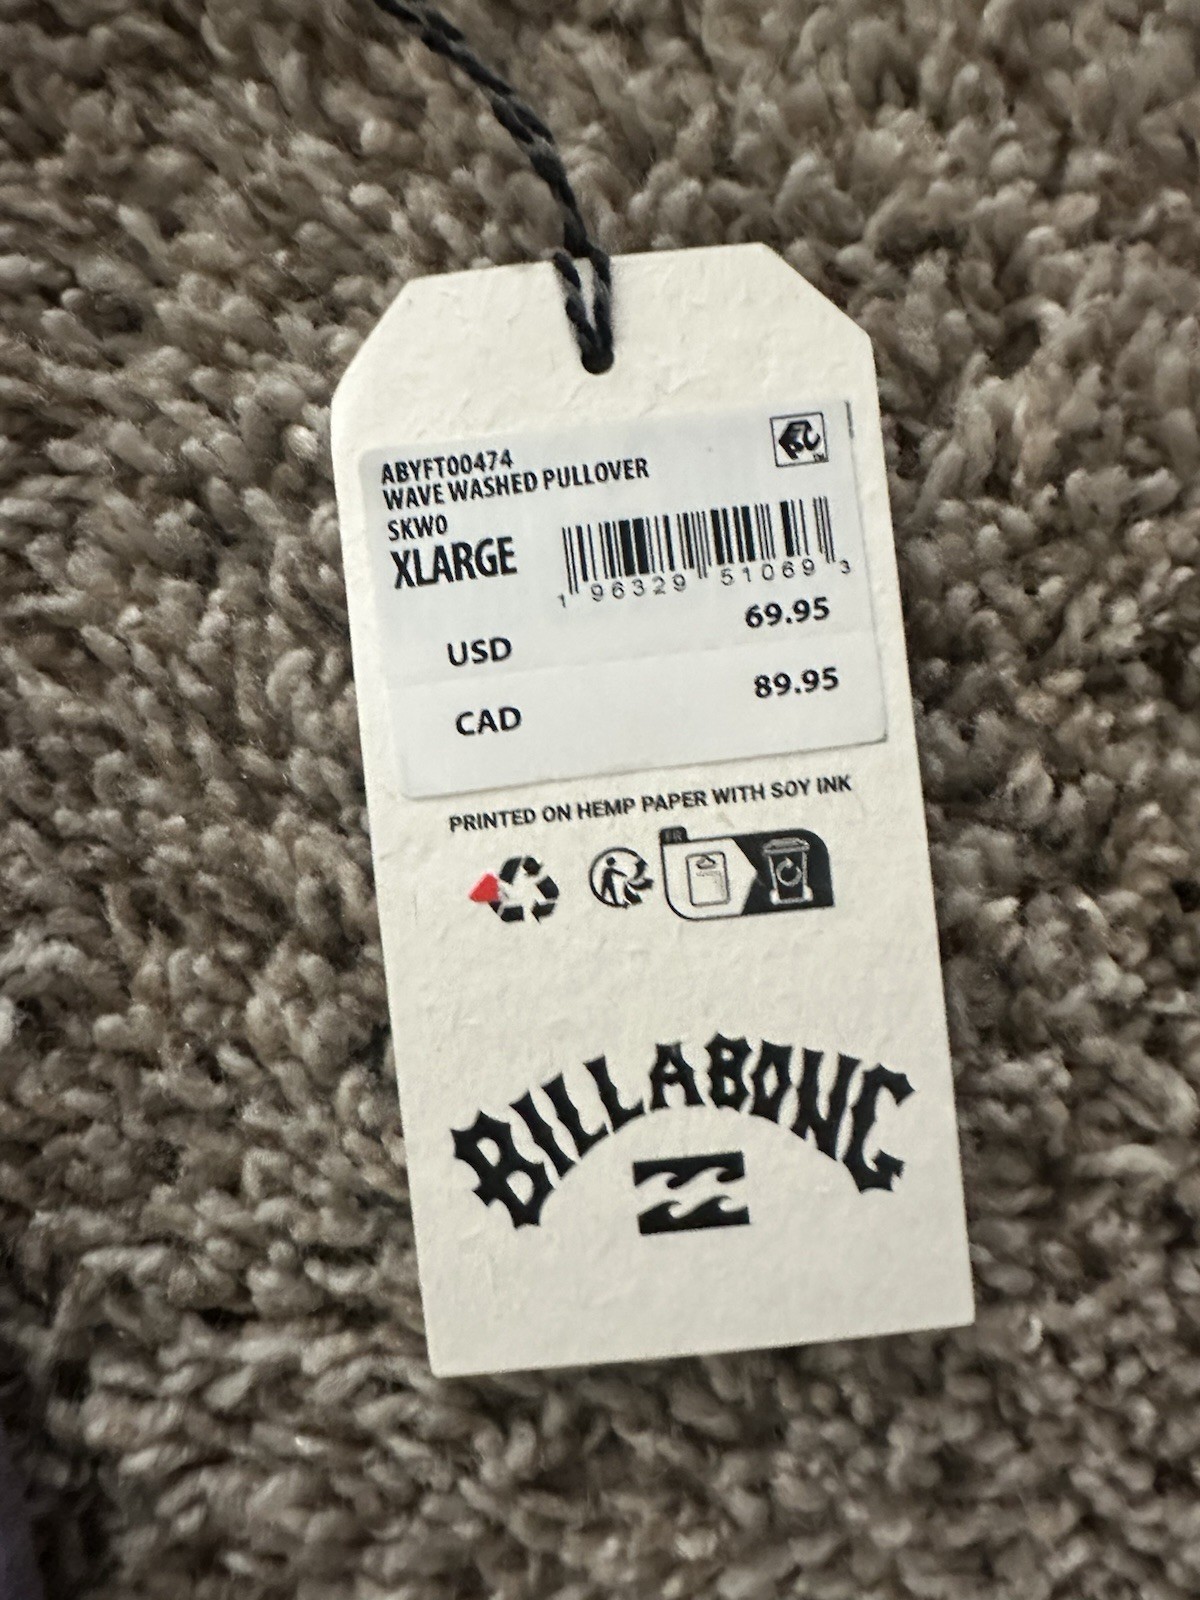 ABYFT00474
WAVE WASHED PULLOVER
SKW0
XLARGE
1 96329 51069 3
USD 69.95
CAD 89.95
PRINTED ON HEMP PAPER WITH SOY INK
FR
BILLABONG